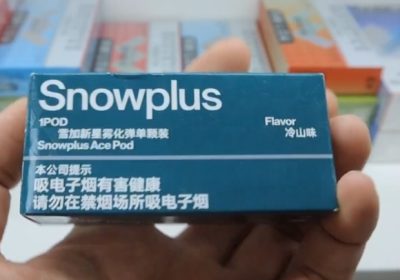 Snowplus
1POD
雪加新星雾化弹单颗装
Snowplus Ace Pod
Flavor
冷山味
本公司提示
吸电子烟有害健康
请勿在禁烟场所吸电子烟